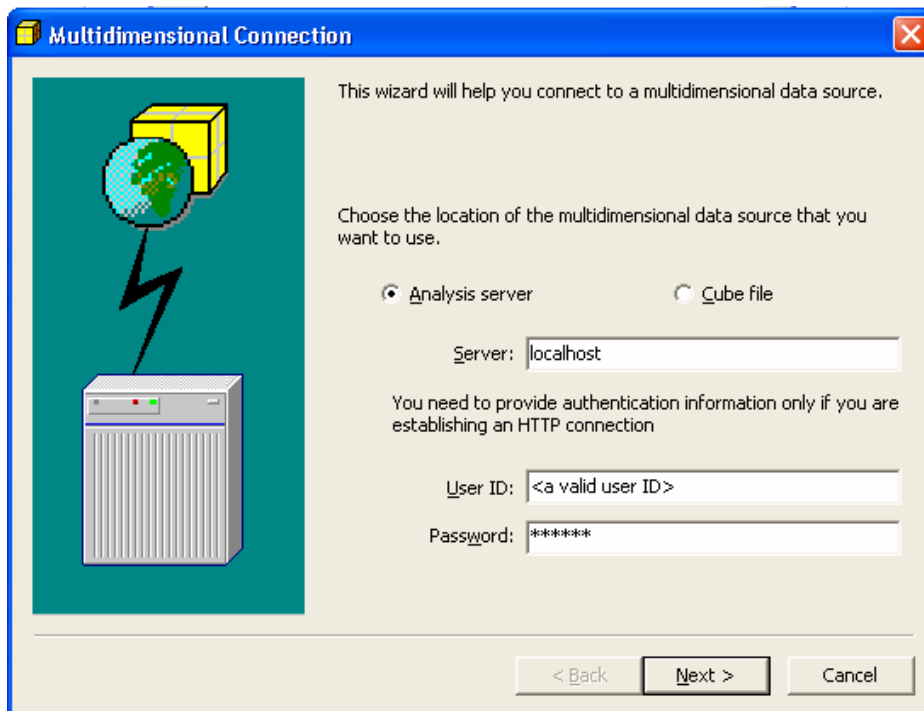 Multidimensional Connection
This wizard will help you connect to a multidimensional data source.
Choose the location of the multidimensional data source that you
want to use.
Analysis server
Cube file
Server: localhost
You need to provide authentication information only if you are
establishing an HTTP connection
User ID: <a valid user ID>
Password: ******
< Back
Next >
Cancel